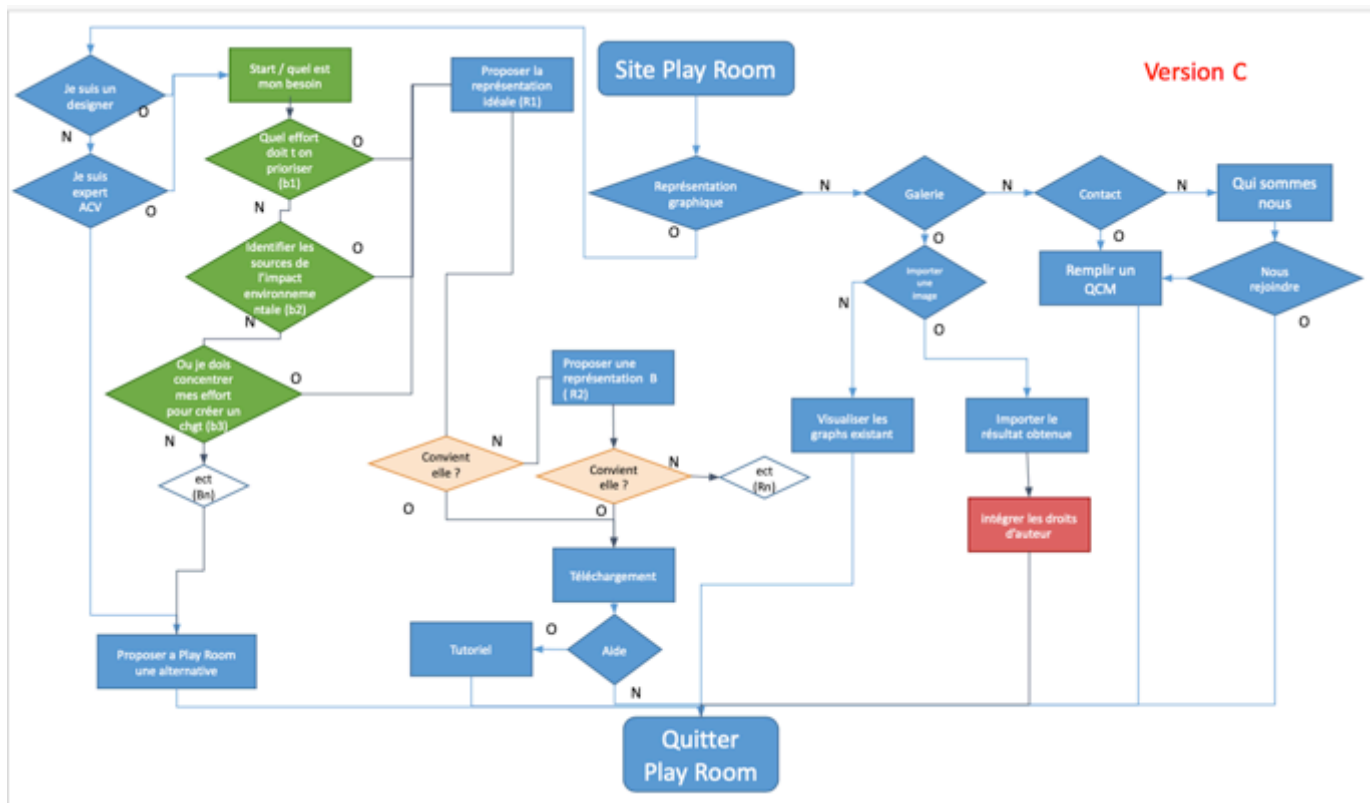 Version C
Site Play Room
Je suis un
designer
O
N
Je suis
expert
ACV
O
Start / quel est
mon besoin
Quel effort
doit t on
prioriser
(b1)
O
N
Identifier les
sources de
l'impact
environneme
ntale (b2)
O
N
Ou je dois
concentrer
mes effort
pour créer un
chgt (b3)
O
N
ect
(Bn)
Proposer a Play Room
une alternative
Proposer la
représentation
idéale (R1)
Convient
elle ?
N
O
Proposer une
représentation B
( R2)
Convient
elle ?
N
O
ect
(Rn)
Téléchargement
Aide
O
N
Tutoriel
Représentation
graphique
N
O
Galerie
N
O
Importer
une
image
N
O
Visualiser les
graphs existant
Importer le
résultat obtenue
intégrer les droits
d'auteur
Contact
N
O
Remplir un
QCM
Qui sommes
nous
Nous
rejoindre
O
Quitter
Play Room